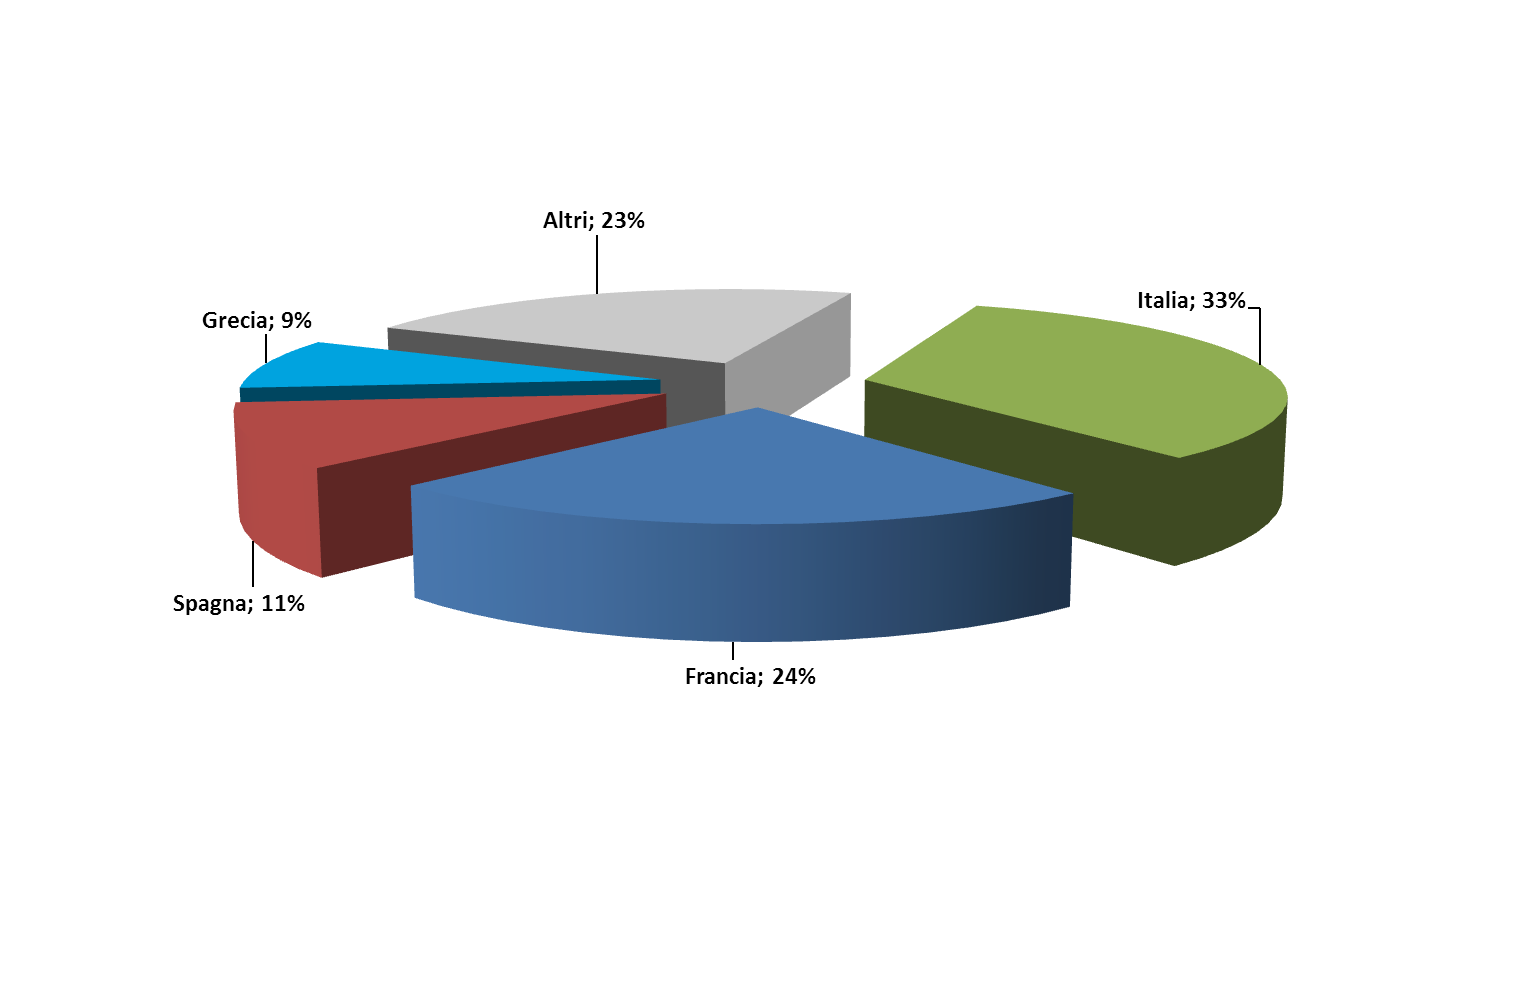 Altri; 23%
Italia; 33%
Grecia; 9%
Spagna; 11%
Francia; 24%